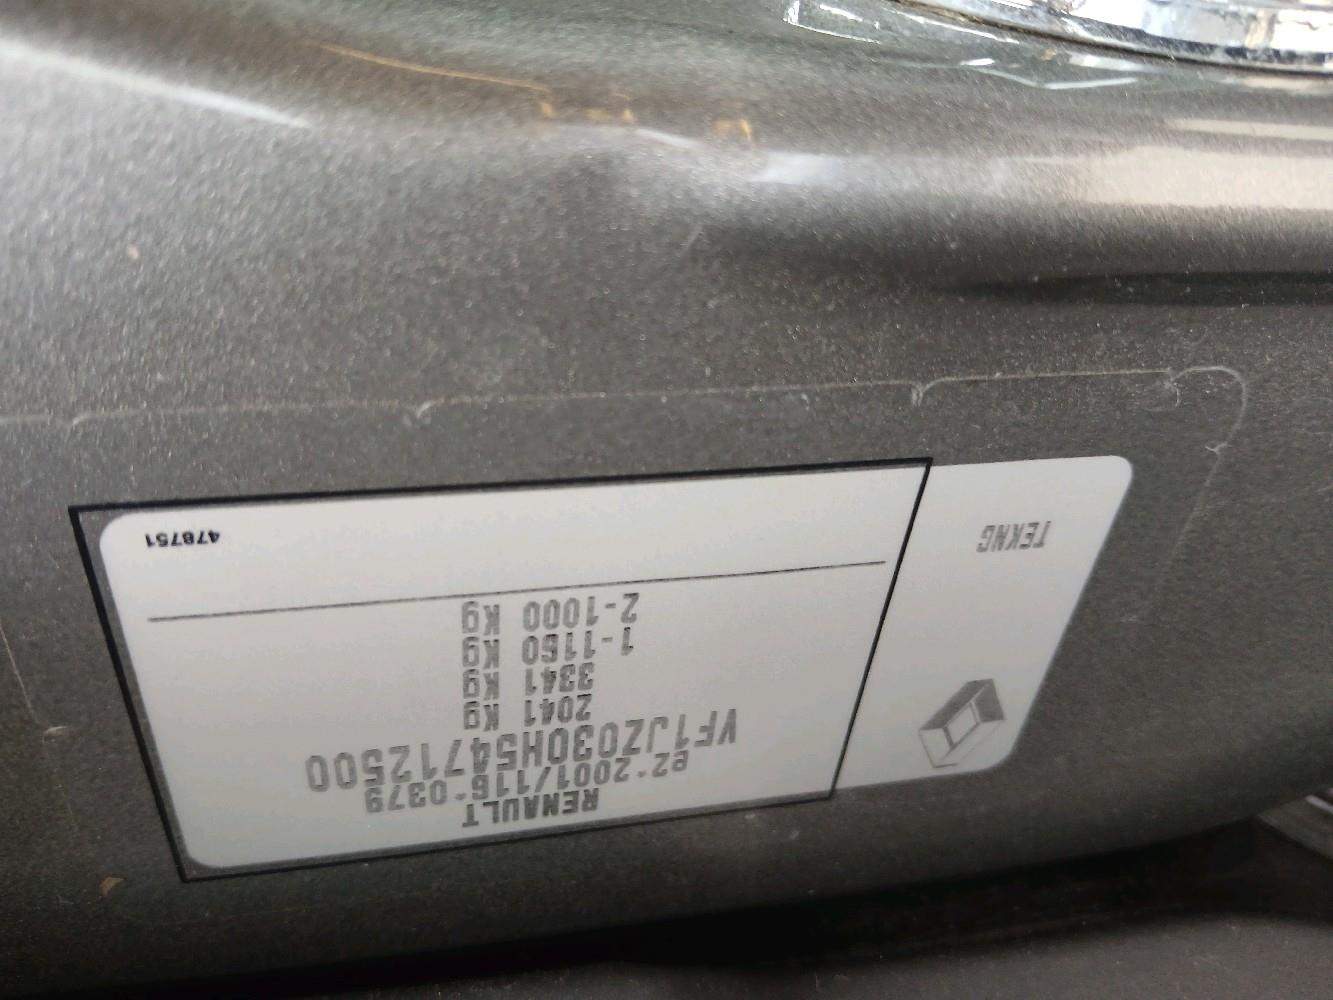 RENAULT
e2*2001/116*0379
VF1JZ030H54712500
2041 Kg
3341 Kg
1-1160 Kg
2-1000 Kg
478751
TEKNG